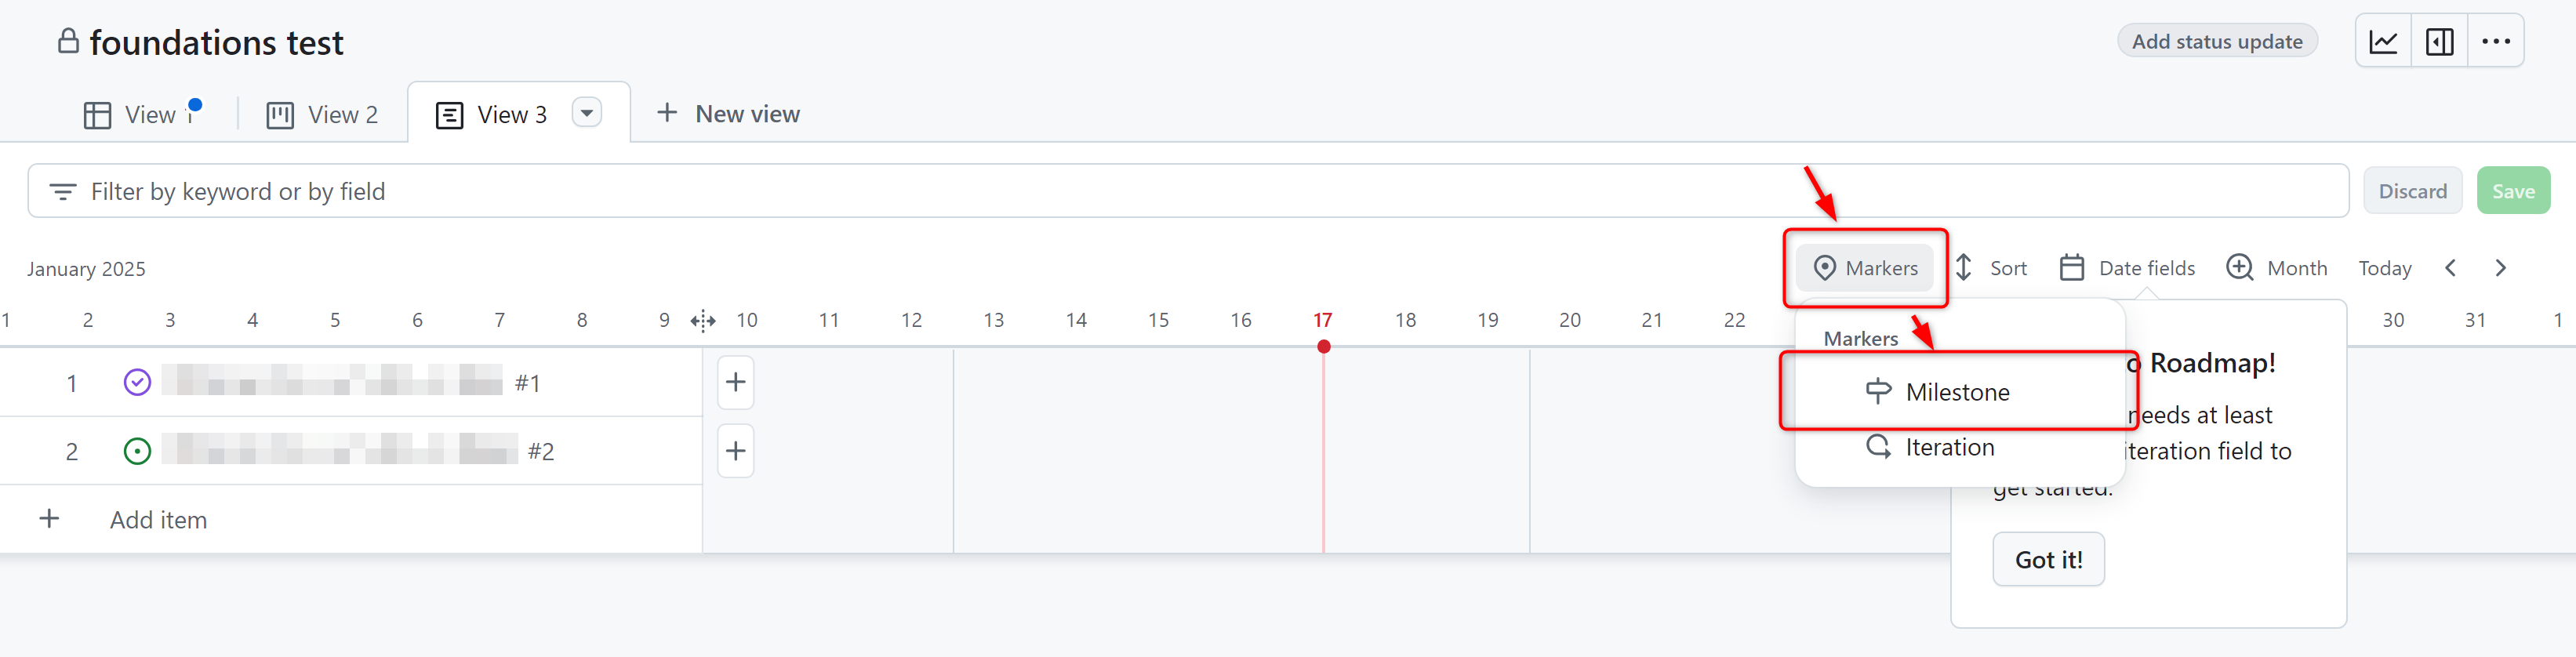 foundations test
Add status update
View 1
View 2
View 3
New view
Filter by keyword or by field
Discard
Save
January 2025
Markers
Sort
Date fields
Month
Today
1 2 3 4 5 6 7 8 9 10 11 12 13 14 15 16 17 18 19 20 21 22 30 31 1
Markers
Milestone
Iteration
o Roadmap!
needs at least
iteration field to
get started.
Got it!
1 #1
2 #2
Add item